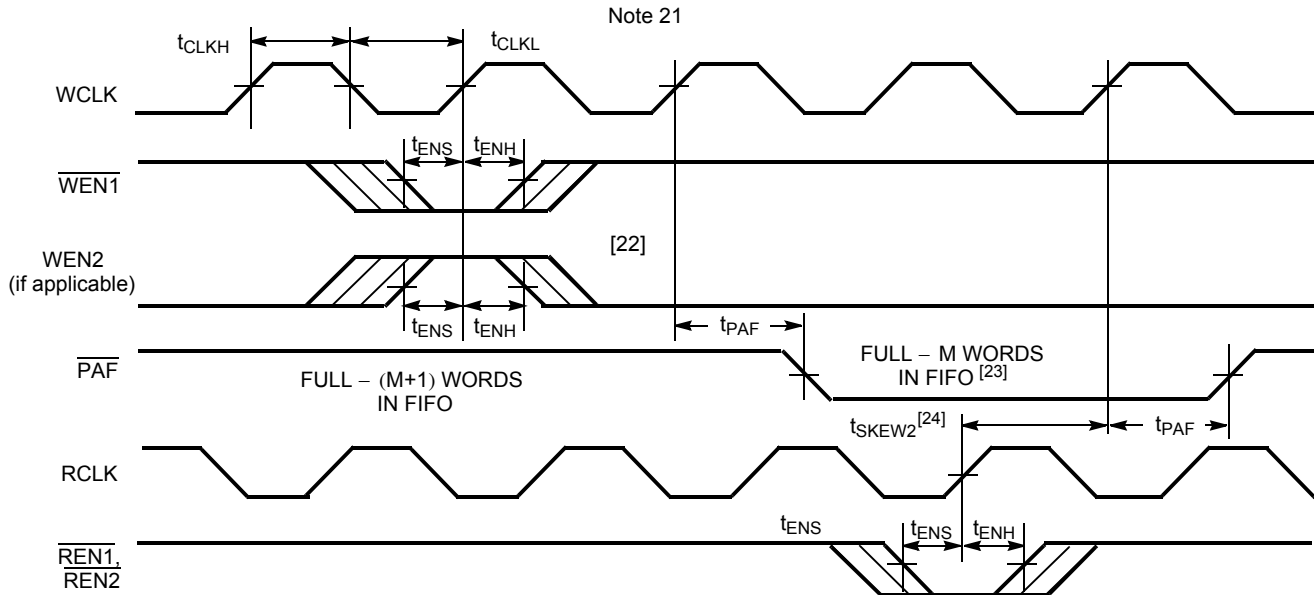 Note 21
tCLKH
tCLKL
WCLK
tENS
tENH
WEN1
WEN2
(if applicable)
[22]
tENS
tENH
tPAF
PAF
FULL – (M+1) WORDS
IN FIFO
FULL – M WORDS
IN FIFO [23]
tSKEW2[24]
tPAF
RCLK
tENS
tENS
tENH
REN1,
REN2